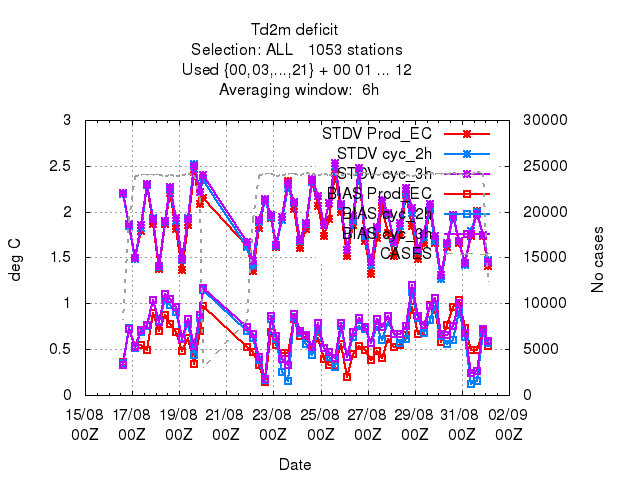 Td2m deficit
Selection: ALL   1053 stations
Used {00,03,...,21} + 00 01 ... 12
Averaging window:  6h
3
2.5
2
1.5
1
0.5
0
deg C
30000
25000
20000
15000
10000
5000
0
No cases
STDV Prod_EC
STDV cyc_2h
STDV cyc_3h
BIAS Prod_EC
BIAS cyc_2h
BIAS cyc_3h
CASES
15/08 17/08 19/08 21/08 23/08 25/08 27/08 29/08 31/08 02/09
00Z 00Z 00Z 00Z 00Z 00Z 00Z 00Z 00Z 00Z
Date